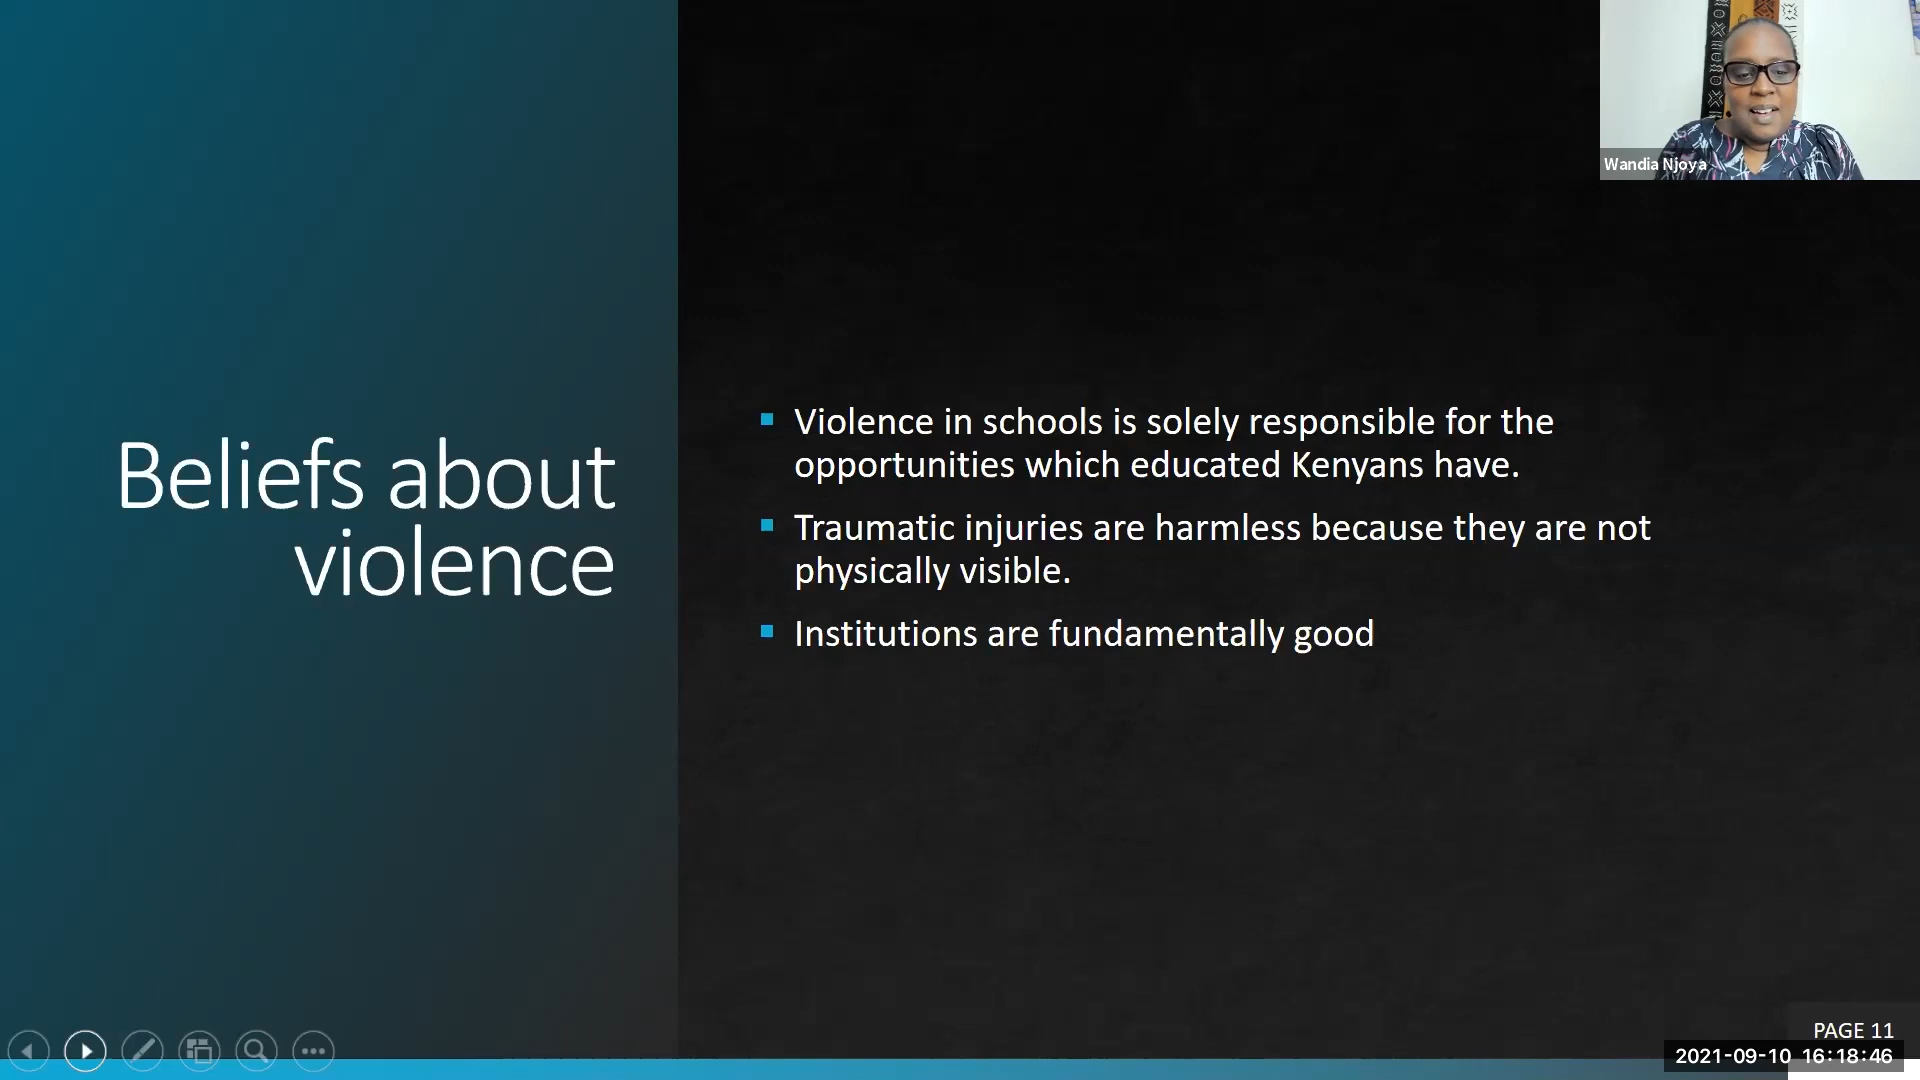 Beliefs about
violence
Violence in schools is solely responsible for the
opportunities which educated Kenyans have.
Traumatic injuries are harmless because they are not
physically visible.
Institutions are fundamentally good
Wandia Njoya
PAGE 11
2021-09-10 16:18:46